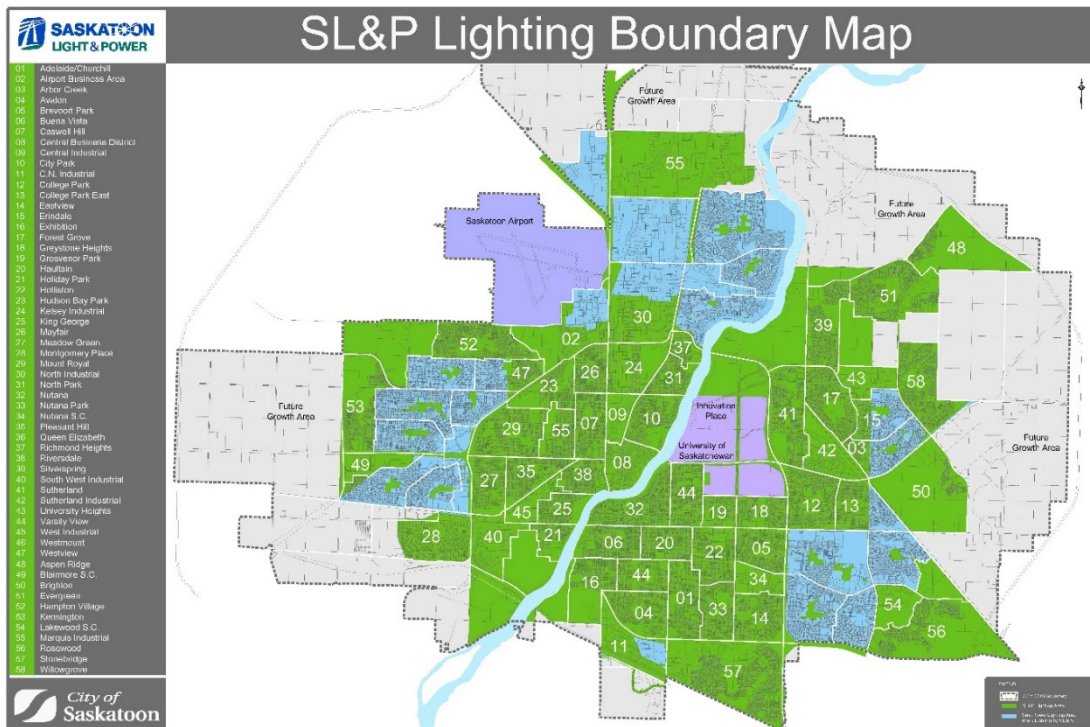 SASKATOON
LIGHT&POWER
SL&P Lighting Boundary Map
01 Adelaide/Churchill
02 Airport Business Area
03 Arbor Creek
04 Avalon
05 Brevoort Park
06 Buena Vista
07 Caswell Hill
08 Central Business District
09 Central Industrial
10 City Park
11 C.N. Industrial
12 College Park
13 College Park East
14 Eastview
15 Erindale
16 Exhibition
17 Forest Grove
18 Greystone Heights
19 Grosvenor Park
20 Haultain
21 Holiday Park
22 Holliston
23 Hudson Bay Park
24 Kelsey Industrial
25 King George
26 Mayfair
27 Meadow Green
28 Montgomery Place
29 Mount Royal
30 North Industrial
31 North Park
32 Nutana
33 Nutana Park
34 Nutana S.C.
35 Pleasant Hill
36 Queen Elizabeth
37 Richmond Heights
38 Riversdale
39 Silverspring
40 South West Industrial
41 Sutherland
42 Sutherland Industrial
43 University Heights
44 Varsity View
45 West Industrial
46 Westmount
47 Westview
48 Aspen Ridge
49 Blairmore S.C.
50 Brighton
51 Evergreen
52 Hampton Village
53 Kensington
54 Lakewood S.C.
55 Marquis Industrial
56 Rosewood
57 Stonebridge
58 Willowgrove
City of
Saskatoon
Future
Growth Area
55
Saskatoon Airport
Future
Growth Area
48
51
30
39
02
52
37
47
26
24
31
43
23
58
53
Future
Growth Area
Innovation
Place
17
09
10
41
15
07
29
55
University of
Saskatchewan
42
03
Future
Growth Area
08
49
27
35
38
50
44
12
13
45
25
32
19
18
28
40
21
06
20
22
05
16
44
34
04
01
33
14
54
56
11
57